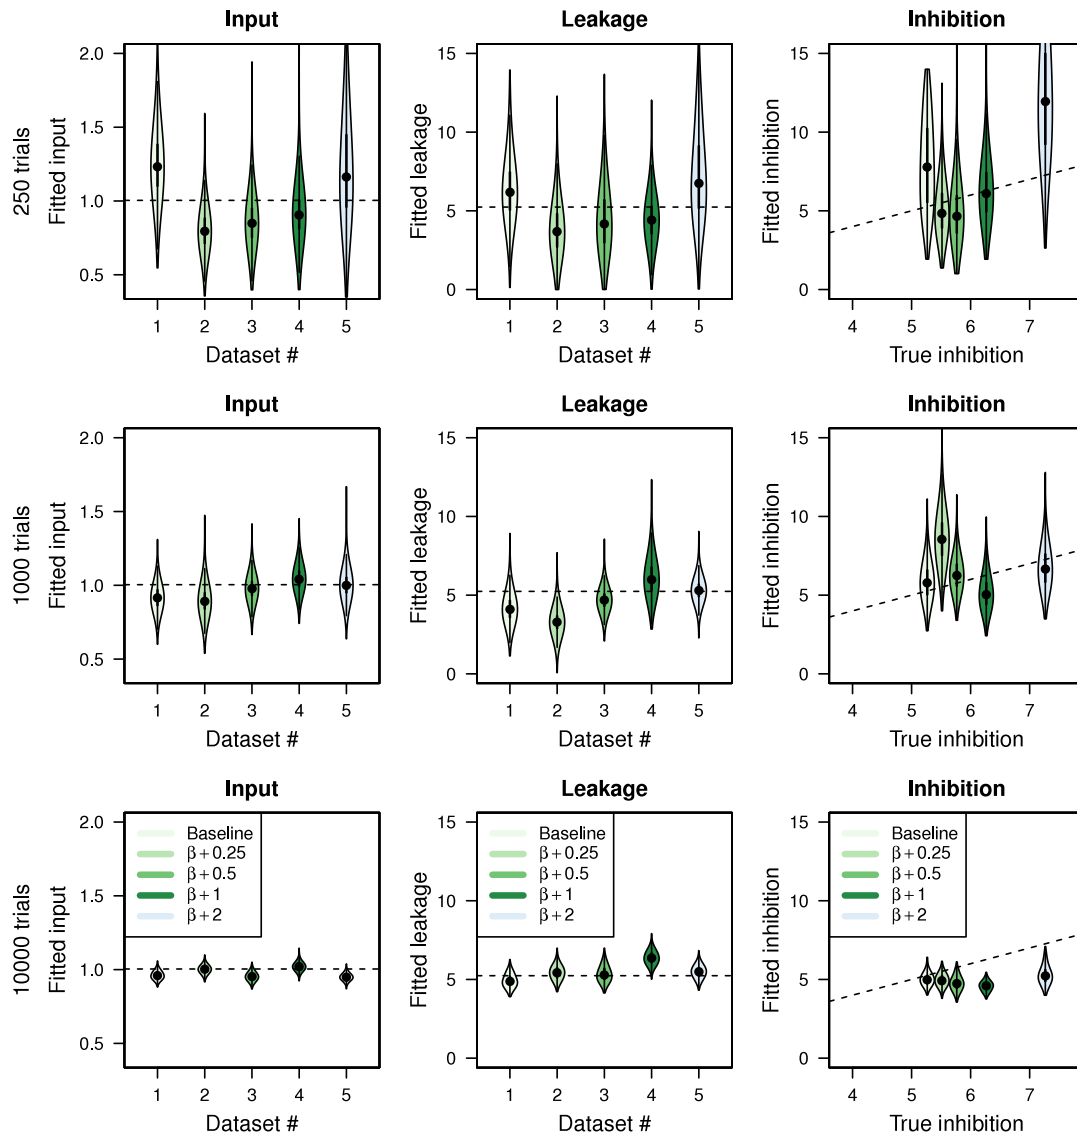 Input
Leakage
Inhibition
250 trials
Fitted input
2.0
1.5
1.0
0.5
1 2 3 4 5
Dataset #
Fitted leakage
15
10
5
0
1 2 3 4 5
Dataset #
Fitted inhibition
15
10
5
0
4 5 6 7
True inhibition
Input
Leakage
Inhibition
1000 trials
Fitted input
2.0
1.5
1.0
0.5
1 2 3 4 5
Dataset #
Fitted leakage
15
10
5
0
1 2 3 4 5
Dataset #
Fitted inhibition
15
10
5
0
4 5 6 7
True inhibition
Input
Leakage
Inhibition
10000 trials
Fitted input
2.0
1.5
1.0
0.5
Baseline
β + 0.25
β + 0.5
β + 1
β + 2
1 2 3 4 5
Dataset #
Fitted leakage
15
10
5
0
Baseline
β + 0.25
β + 0.5
β + 1
β + 2
1 2 3 4 5
Dataset #
Fitted inhibition
15
10
5
0
Baseline
β + 0.25
β + 0.5
β + 1
β + 2
4 5 6 7
True inhibition